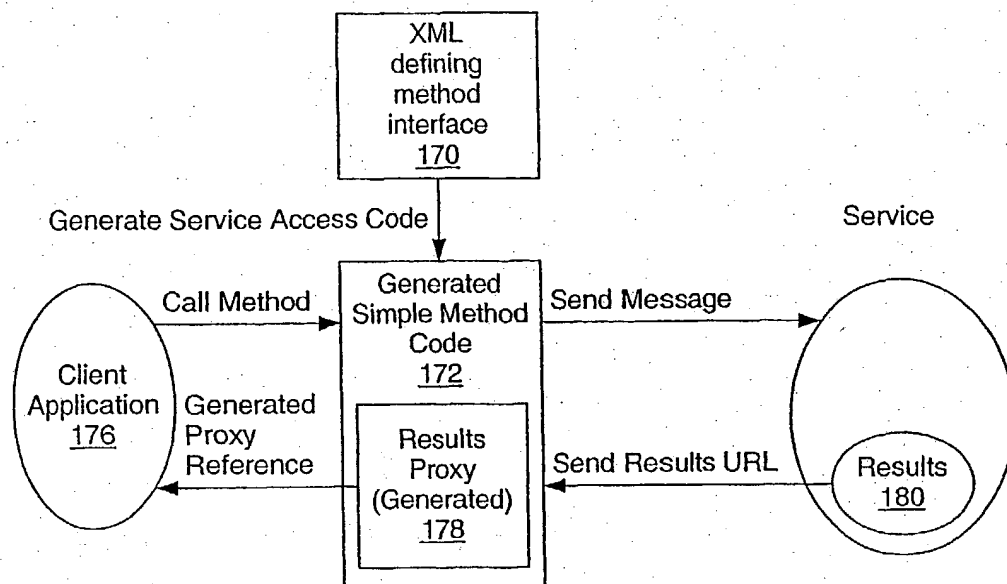 XML
defining
method
interface
170
Generate Service Access Code
Service
Call Method
Generated
Simple Method
Code
172
Send Message
Client
Application
176
Generated
Proxy
Reference
Results
Proxy
(Generated)
178
Send Results URL
Results
180